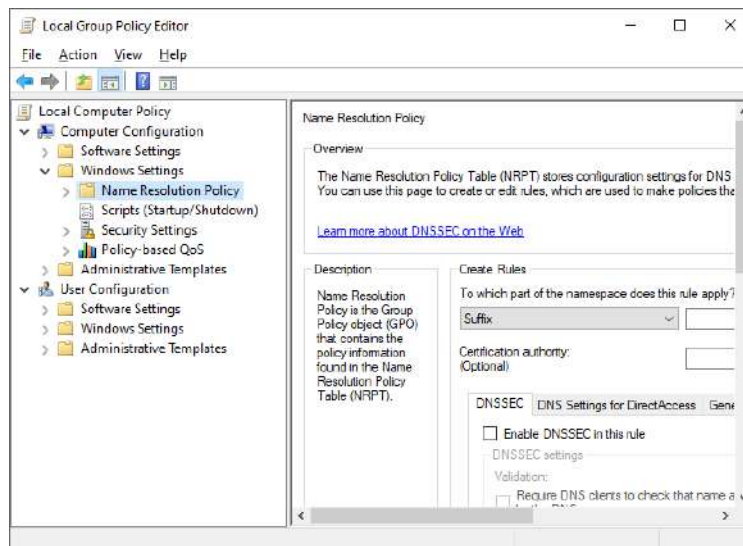 Local Group Policy Editor
File Action View Help
Local Computer Policy
Computer Configuration
Software Settings
Windows Settings
Name Resolution Policy
Scripts (Startup/Shutdown)
Security Settings
Policy-based QoS
Administrative Templates
User Configuration
Software Settings
Windows Settings
Administrative Templates
Name Resolution Policy
Overview
The Name Resolution Policy Table (NRPT) stores configuration settings for DNS
You can use this page to create or edit rules, which are used to make policies tha
Learn more about DNSSEC on the Web
Description
Name Resolution
Policy is the Group
Policy object (GPO)
that contains the
policy information
found in the Name
Resolution Policy
Table (NRPT).
Create Rules
To which part of the namespace does this rule apply?
Suffix
Certification authority:
(Optional)
DNSSEC DNS Settings for DirectAccess Gene
Enable DNSSEC in this rule
DNSSEC settings
Validation:
Require DNS clients to check that name a